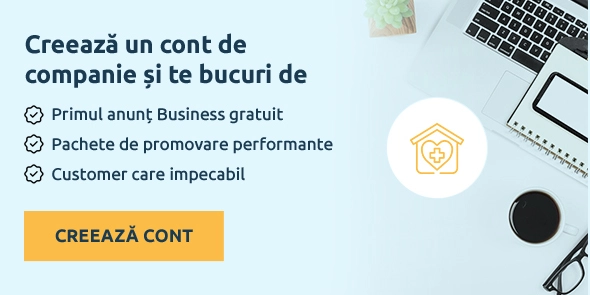 Creează un cont de
companie și te bucuri de
Primul anunț Business gratuit
Pachete de promovare performante
Customer care impecabil
CREEAZĂ CONT